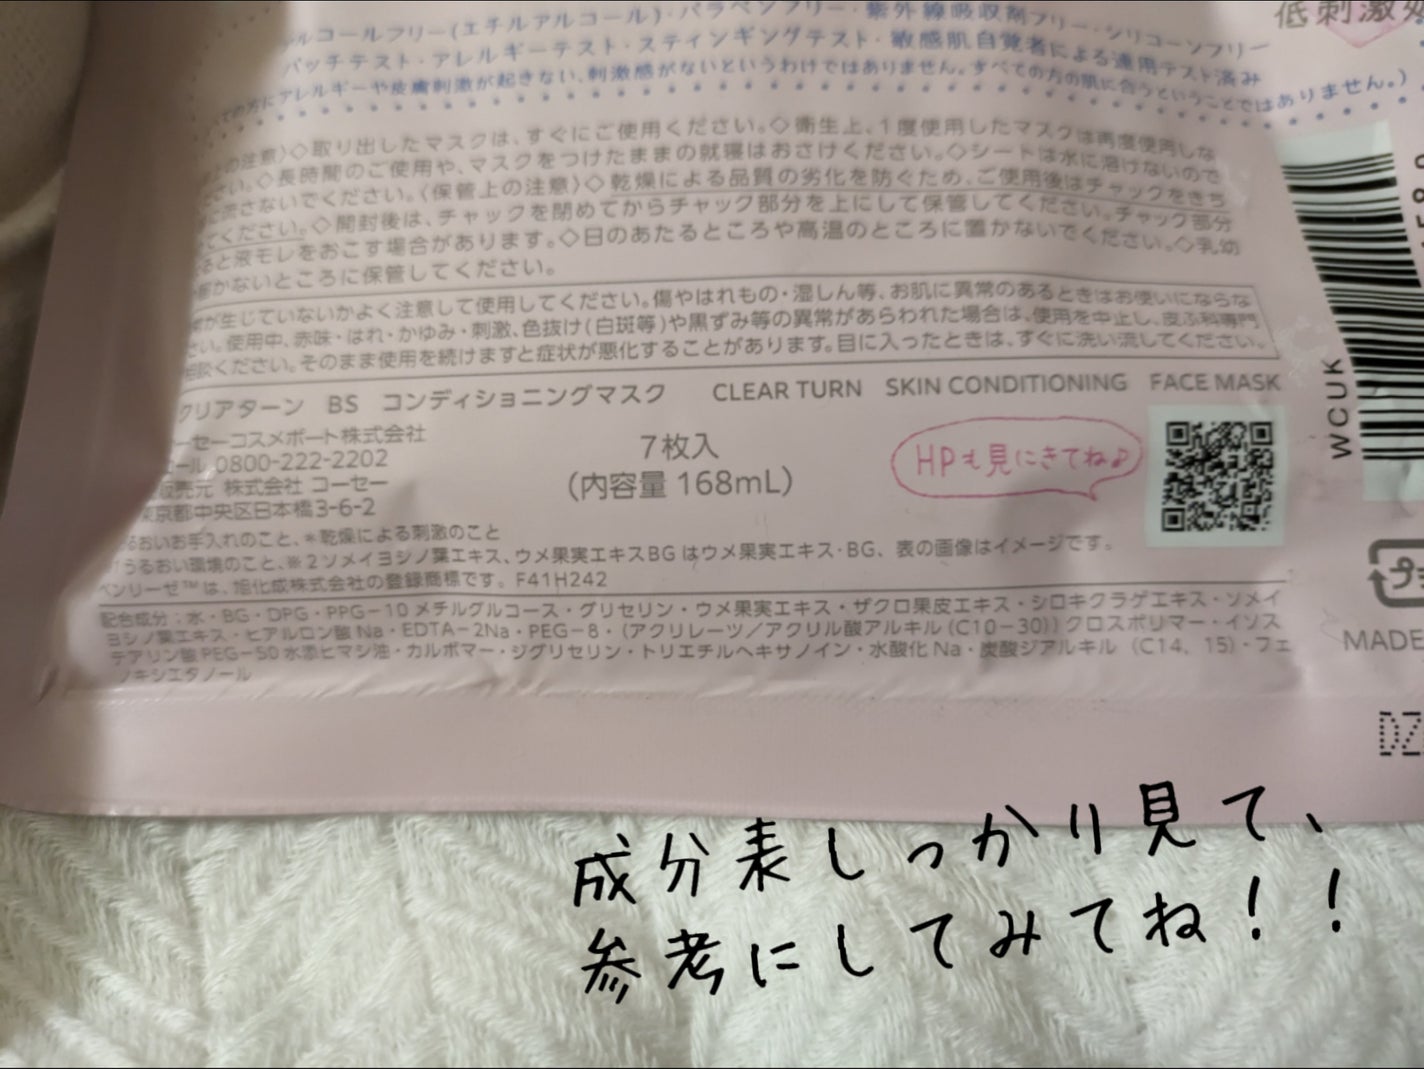 ルコールフリー(エチルアルコール)・パラベンフリー・紫外線吸収剤フリー・シリコーンフリー
低刺激処
パッチテスト・アレルギーテスト・スティンギングテスト・敏感肌自覚者による連用テスト済み
ての方にアレルギーや皮膚刺激が起きない、刺激感がないというわけではありません。すべての方の肌に合うということではありません。)
上の注意〉◇取り出したマスクは、すぐにご使用ください。◇衛生上、1度使用したマスクは再度使用しな
さい。◇長時間のご使用や、マスクをつけたままの就寝はおさけください。◇シートは水に溶けないので
に流さないでください。〈保管上の注意〉◇乾燥による品質の劣化を防ぐため、ご使用後はチャックをきち
てください。◇開封後は、チャックを閉めてからチャック部分を上にして保管してください。チャック部分
ると液モレをおこす場合があります。◇日のあたるところや高温のところに置かないでください。◇乳幼
届かないところに保管してください。
常が生じていないかよく注意して使用してください。傷やはれもの・湿しん等、お肌に異常のあるときはお使いにならな
さい。使用中、赤味・はれ・かゆみ・刺激、色抜け(白斑等)や黒ずみ等の異常があらわれた場合は、使用を中止し、皮ふ科専門
相談ください。そのまま使用を続けますと症状が悪化することがあります。目に入ったときは、すぐに洗い流してください。
クリアターン BS コンディショニングマスク CLEAR TURN SKIN CONDITIONING FACE MASK
ーセーコスメポート株式会社
ール 0800-222-2202
販売元 株式会社 コーセー
東京都中央区日本橋3-6-2
7枚入
(内容量 168mL)
HPも見にきてね♪
WCUK
るおいお手入れのこと、*乾燥による刺激のこと
うるおい環境のこと、※2ソメイヨシノ葉エキス、ウメ果実エキスBG はウメ果実エキス・BG、表の画像はイメージです。
ベンリーゼ™は、旭化成株式会社の登録商標です。 F41H242
配合成分:水・BG・DPG・PPG-10メチルグルコース・グリセリン・ウメ果実エキス・ザクロ果皮エキス・シロキクラゲエキス・ソメイ
ヨシノ葉エキス・ヒアルロン酸Na・EDTA-2Na・PEG-8・(アクリレーツ/アクリル酸アルキル(C10-30))クロスポリマー・イソス
テアリン酸PEG-50水添ヒマシ油・カルボマー・ジグリセリン・トリエチルヘキサノイン・水酸化Na・炭酸ジアルキル(C14、15)・フェ
ノキシエタノール
MADE
DZ
成分表しっかり見て、
参考にしてみてね!!